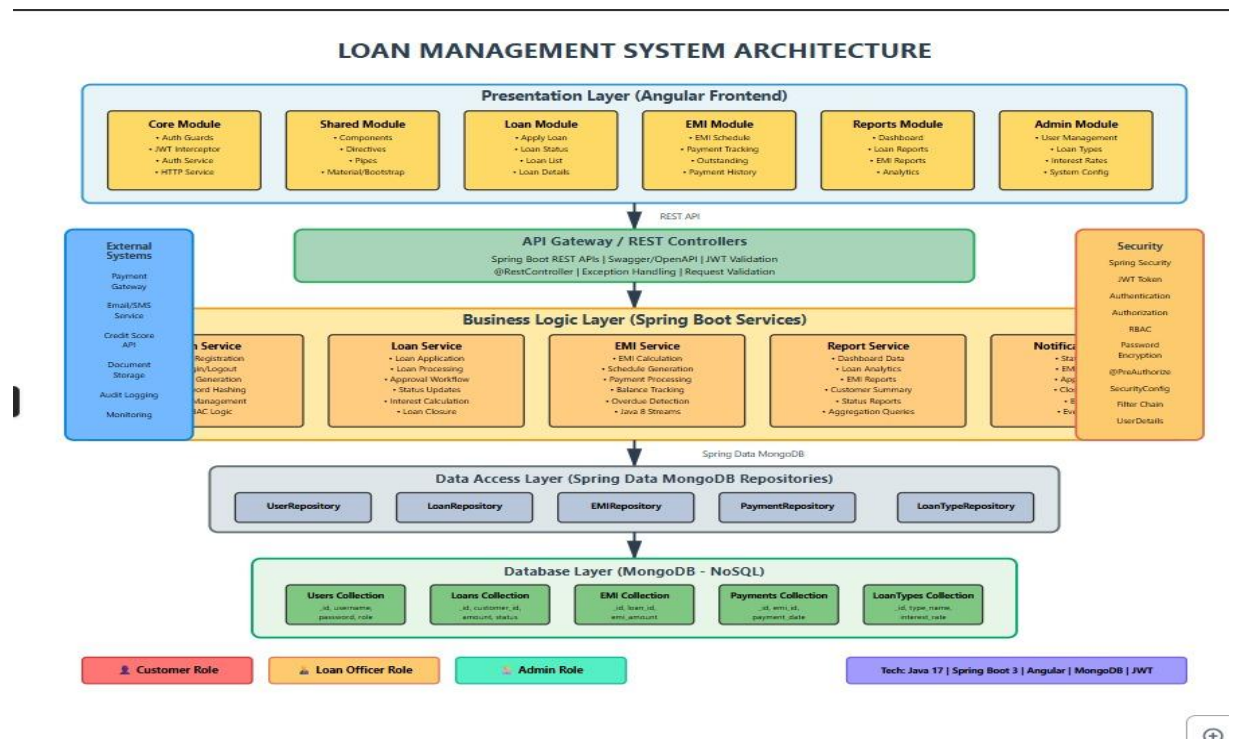 LOAN MANAGEMENT SYSTEM ARCHITECTURE
Presentation Layer (Angular Frontend)
Core Module
• Auth Guards
• JWT Interceptor
• Auth Service
• HTTP Service
Shared Module
• Components
• Directives
• Pipes
• Material/Bootstrap
Loan Module
• Apply Loan
• Loan Status
• Loan List
• Loan Details
EMI Module
• EMI Schedule
• Payment Tracking
• Outstanding
• Payment History
Reports Module
• Dashboard
• Loan Reports
• EMI Reports
• Analytics
Admin Module
• User Management
• Loan Types
• Interest Rates
• System Config
REST API
External
Systems
Payment
Gateway
Email/SMS
Service
Credit Score
API
Document
Storage
Audit Logging
Monitoring
API Gateway / REST Controllers
Spring Boot REST APIs | Swagger/OpenAPI | JWT Validation
@RestController | Exception Handling | Request Validation
Security
Spring Security
JWT Token
Authentication
Authorization
RBAC
Password
Encryption
@PreAuthorize
SecurityConfig
Filter Chain
UserDetails
Business Logic Layer (Spring Boot Services)
Service
Registration
/Logout
Generation
Hashing
Logic
Loan Service
• Loan Application
• Loan Processing
• Approval Workflow
• Status Updates
• Interest Calculation
• Loan Closure
EMI Service
• EMI Calculation
• Schedule Generation
• Payment Processing
• Balance Tracking
• Overdue Detection
• Java 8 Streams
Report Service
• Dashboard Data
• Loan Analytics
• EMI Reports
• Customer Summary
• Status Reports
• Aggregation Queries
Notifica
• Sta
• EM
• App
• Clo
• E
• Eve
Spring Data MongoDB
Data Access Layer (Spring Data MongoDB Repositories)
UserRepository
LoanRepository
EMIRepository
PaymentRepository
LoanTypeRepository
Database Layer (MongoDB - NoSQL)
Users Collection
_id, username,
password, role
Loans Collection
_id, customer_id,
amount, status
EMI Collection
_id, loan_id,
emi_amount
Payments Collection
_id, emi_id,
payment_date
LoanTypes Collection
_id, type_name,
interest_rate
Customer Role
Loan Officer Role
Admin Role
Tech: Java 17 | Spring Boot 3 | Angular | MongoDB | JWT